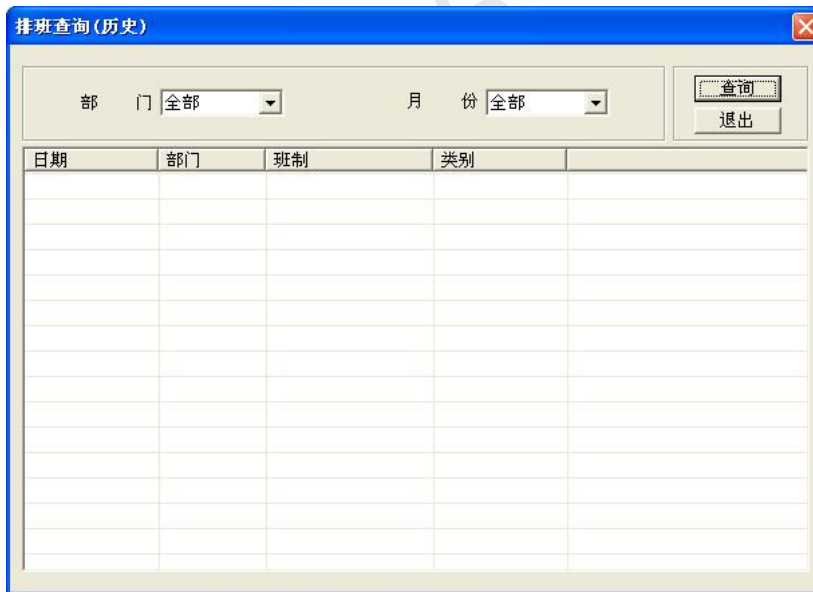 排班查询(历史)
部 门 全部 月 份 全部 查询
退出
日期 部门 班制 类别